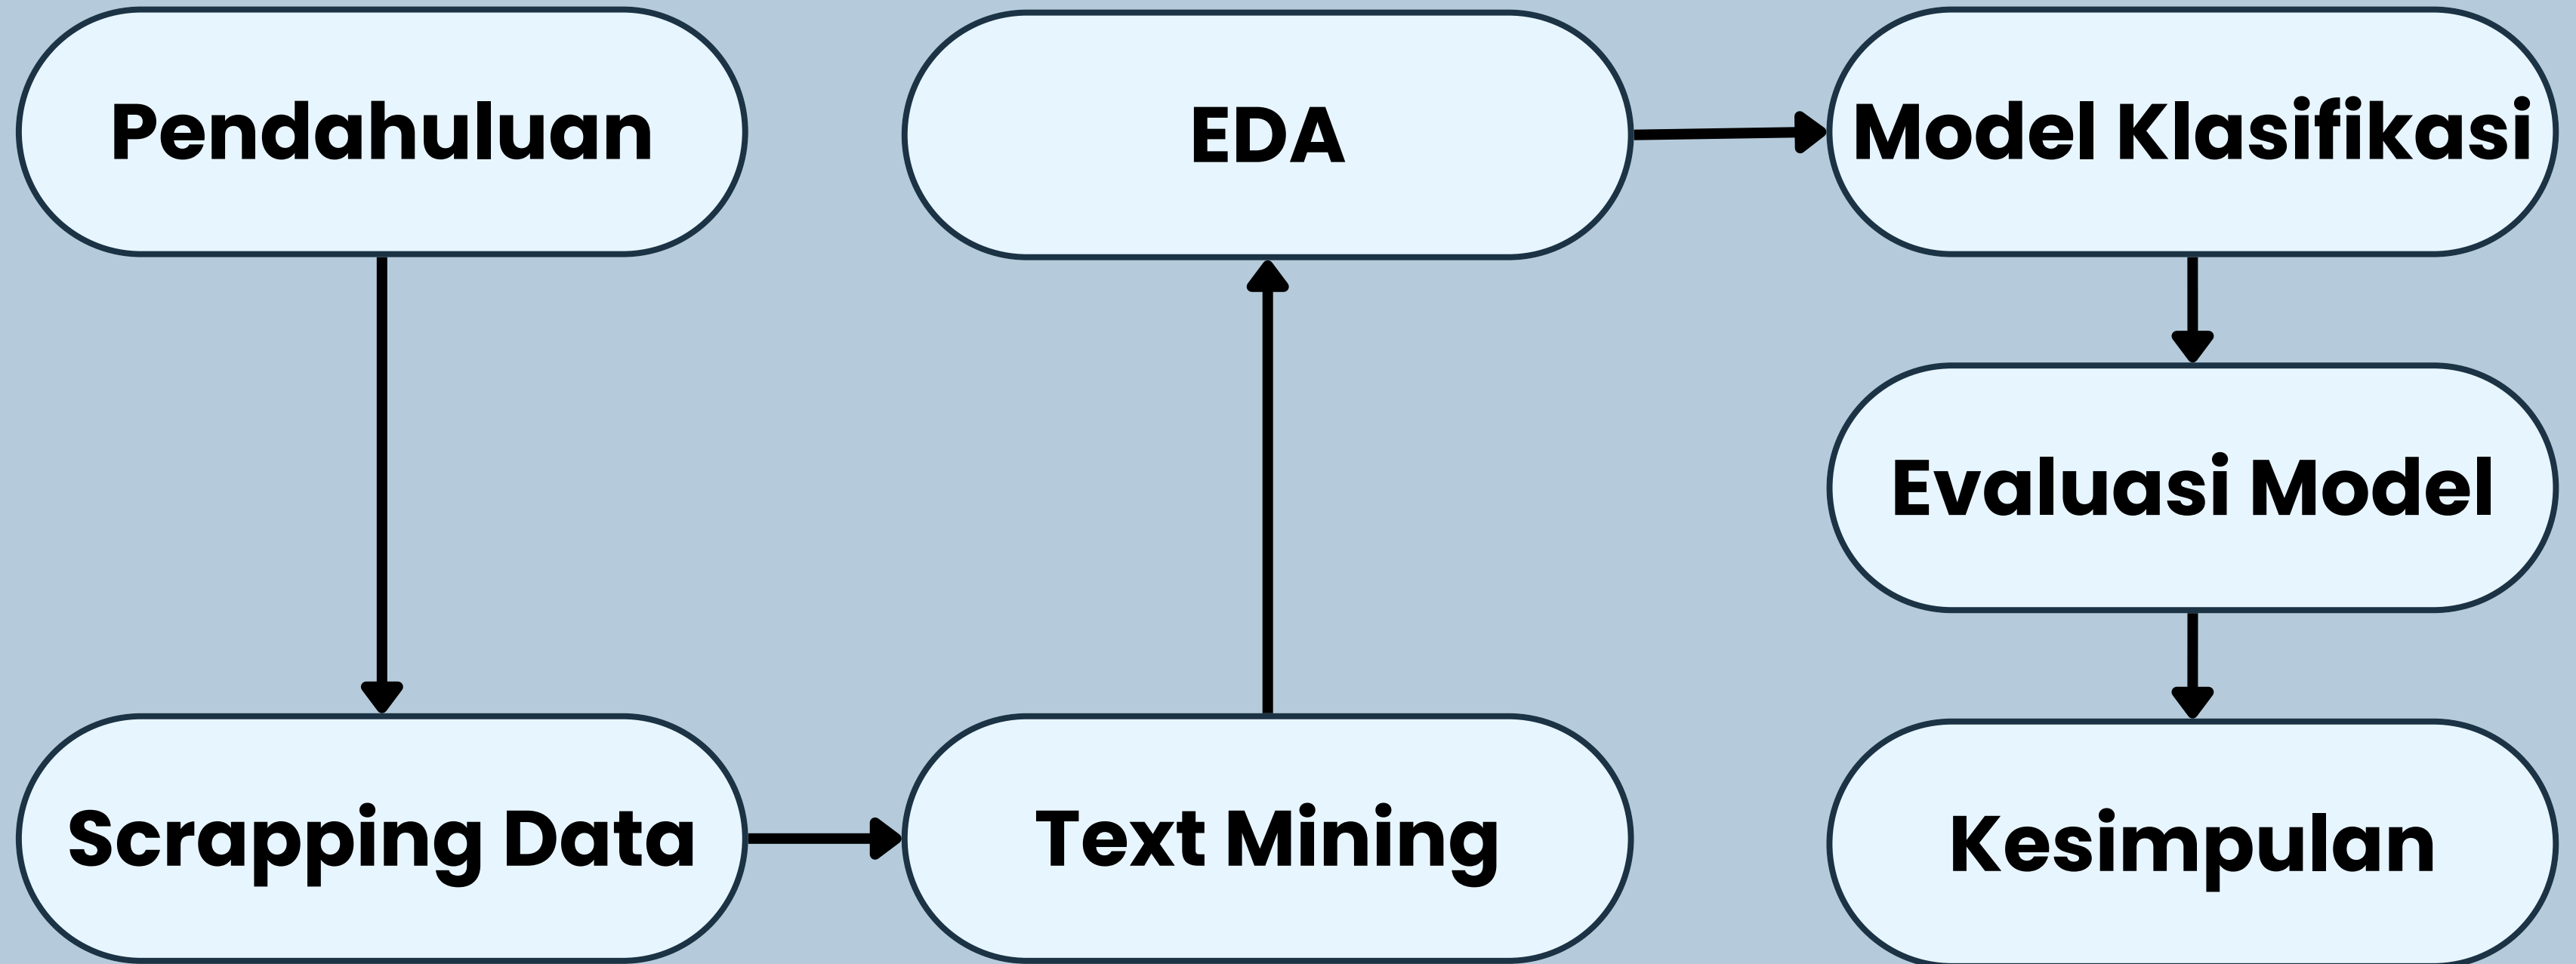 Pendahuluan
Scrapping Data
Text Mining
EDA
Model Klasifikasi
Evaluasi Model
Kesimpulan